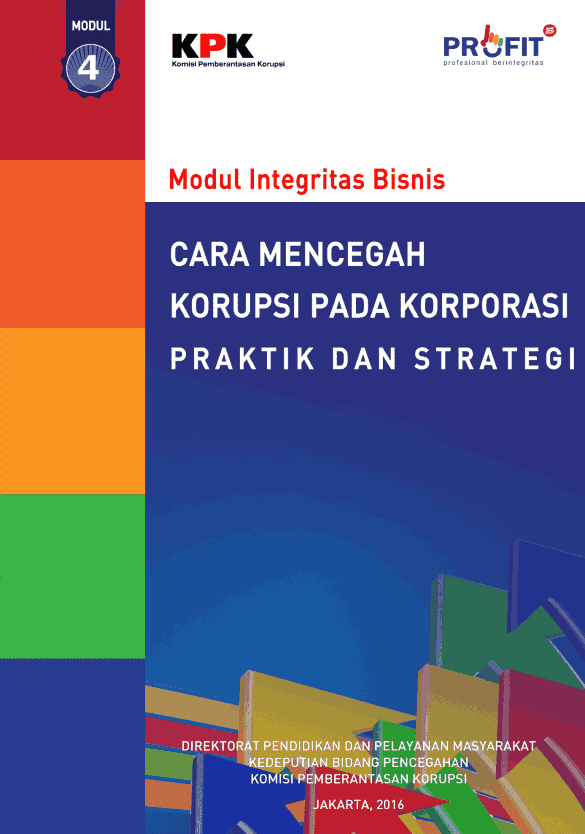 MODUL
4
KPK
Komisi Pemberantasan Korupsi
PROFIT
profesional berintegritas
Modul Integritas Bisnis
CARA MENCEGAH
KORUPSI PADA KORPORASI
PRAKTIK DAN STRATEGI
DIREKTORAT PENDIDIKAN DAN PELAYANAN MASYARAKAT
KEDEPUTIAN BIDANG PENCEGAHAN
KOMISI PEMBERANTASAN KORUPSI
JAKARTA, 2016